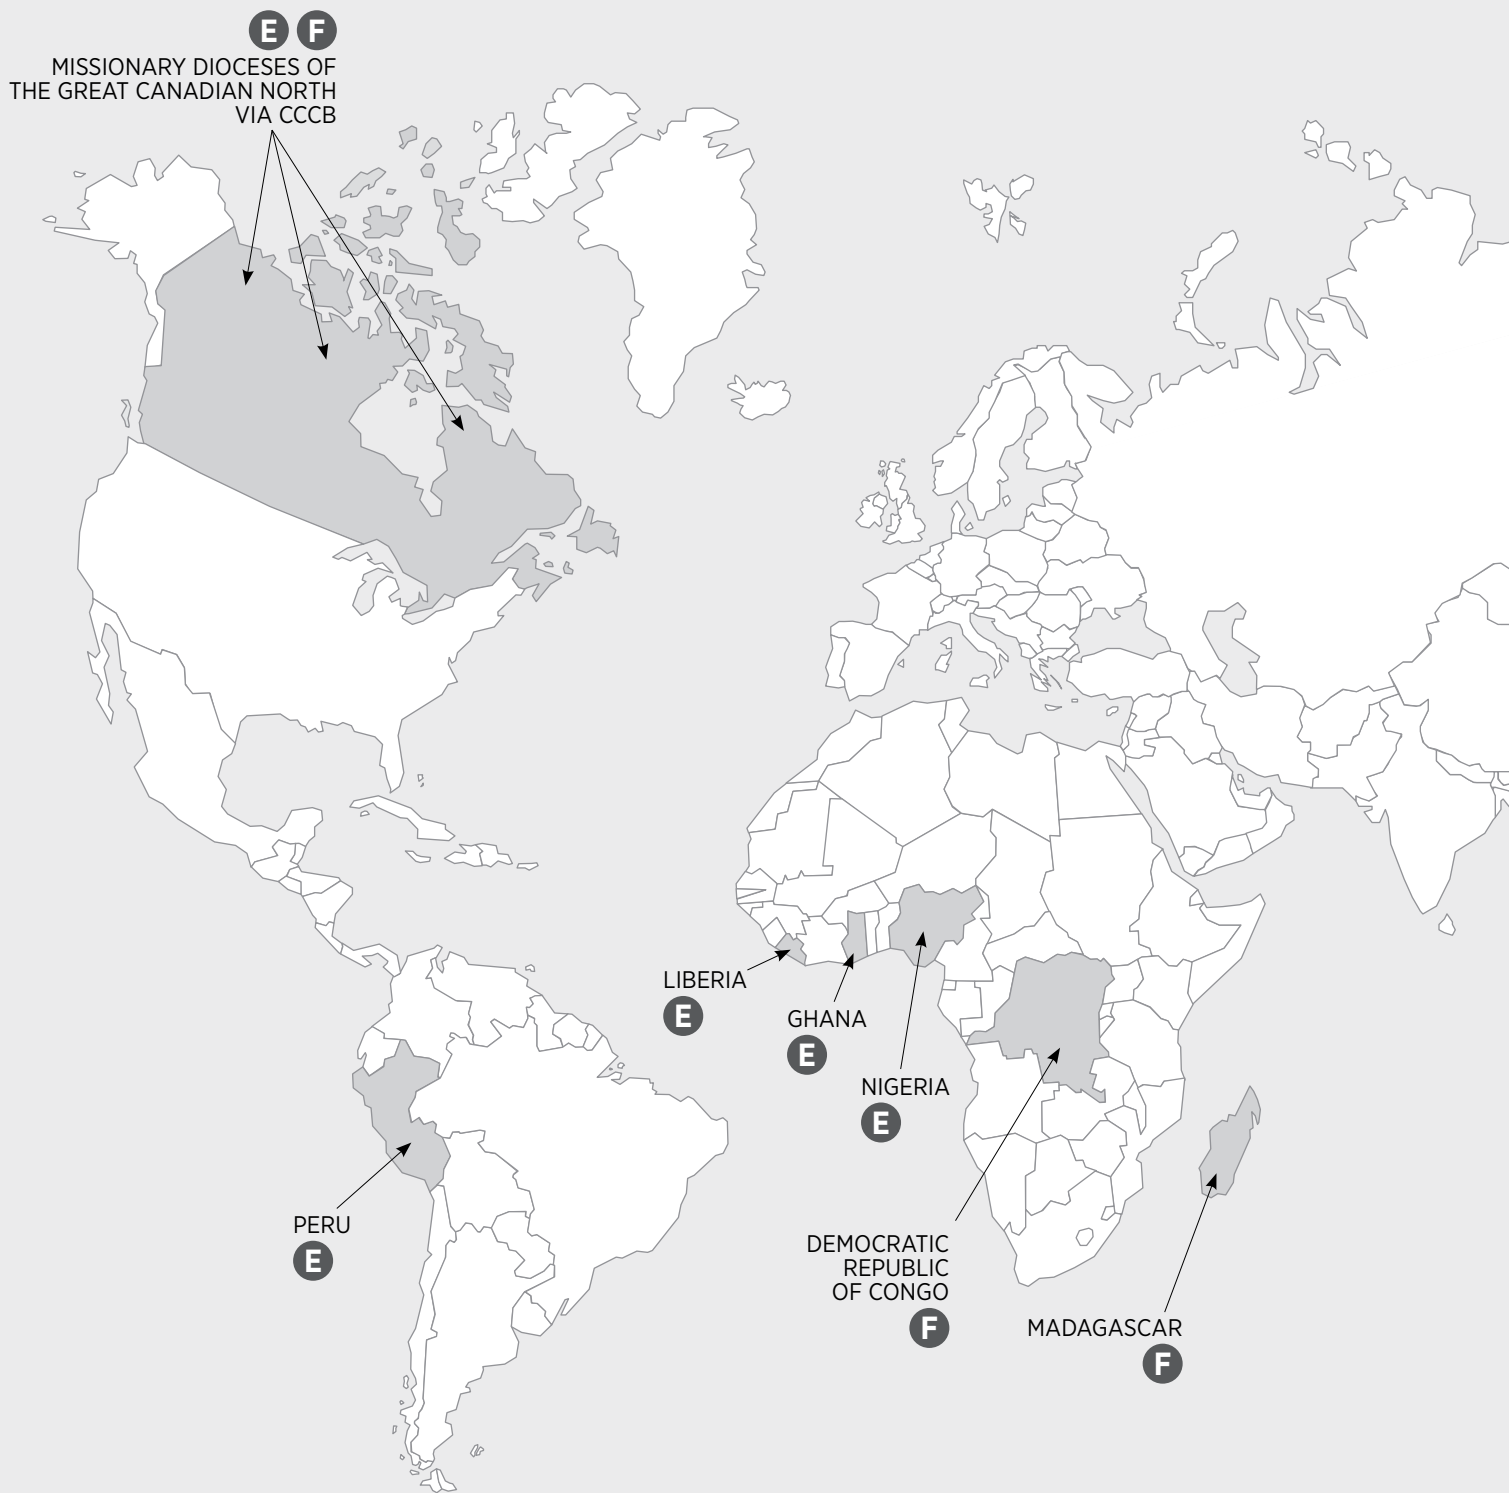 E F
MISSIONARY DIOCESES OF
THE GREAT CANADIAN NORTH
VIA CCCB
LIBERIA
E
GHANA
E
NIGERIA
E
PERU
E
DEMOCRATIC
REPUBLIC
OF CONGO
F
MADAGASCAR
F